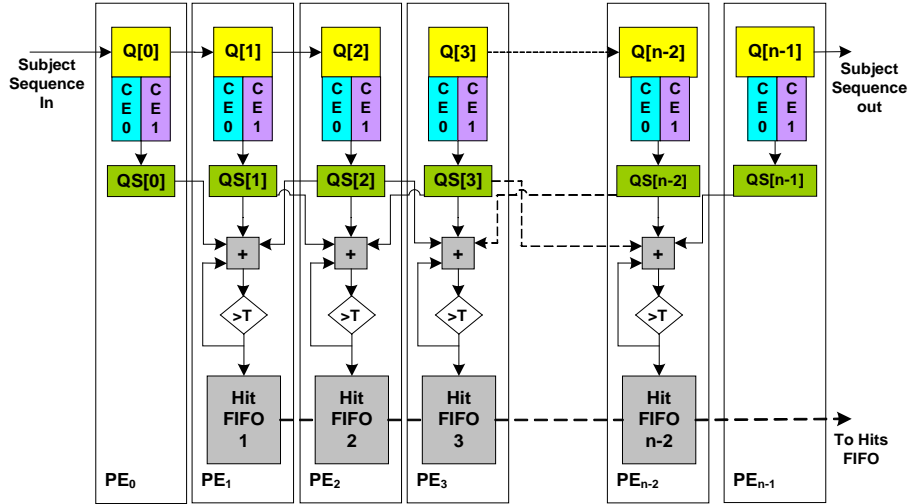 Subject
Sequence
In
Q[0]
Q[1]
Q[2]
Q[3]
Q[n-2]
Q[n-1]
Subject
Sequence
out
C
E
0
C
E
1
C
E
0
C
E
1
C
E
0
C
E
1
C
E
0
C
E
1
C
E
0
C
E
1
C
E
0
C
E
1
QS[0]
QS[1]
QS[2]
QS[3]
QS[n-2]
QS[n-1]
+
+
+
+
>T
>T
>T
>T
Hit
FIFO
1
Hit
FIFO
2
Hit
FIFO
3
Hit
FIFO
n-2
To Hits
FIFO
PE0
PE1
PE2
PE3
PEn-2
PEn-1